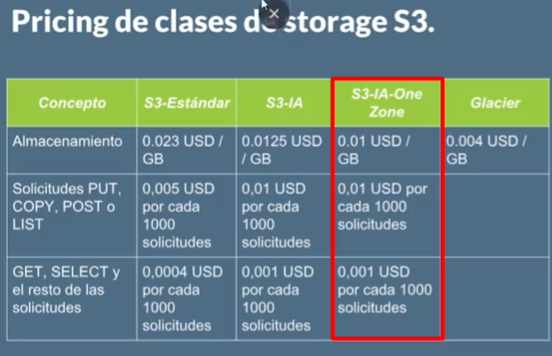 Pricing de clases de storage S3.
Concepto S3-Estándar S3-IA S3-IA-One Glacier
Zone
Almacenamiento 0.023 USD / 0.0125 USD 0.01 USD / 0.004 USD /
GB / GB GB GB
Solicitudes PUT, 0,005 USD 0,01 USD 0,01 USD por
COPY, POST o por cada por cada cada 1000
LIST 1000 1000 solicitudes
solicitudes solicitudes
GET, SELECT y 0,0004 USD 0,001 USD 0,001 USD
el resto de las por cada por cada por cada 1000
solicitudes 1000 1000 solicitudes
solicitudes solicitudes